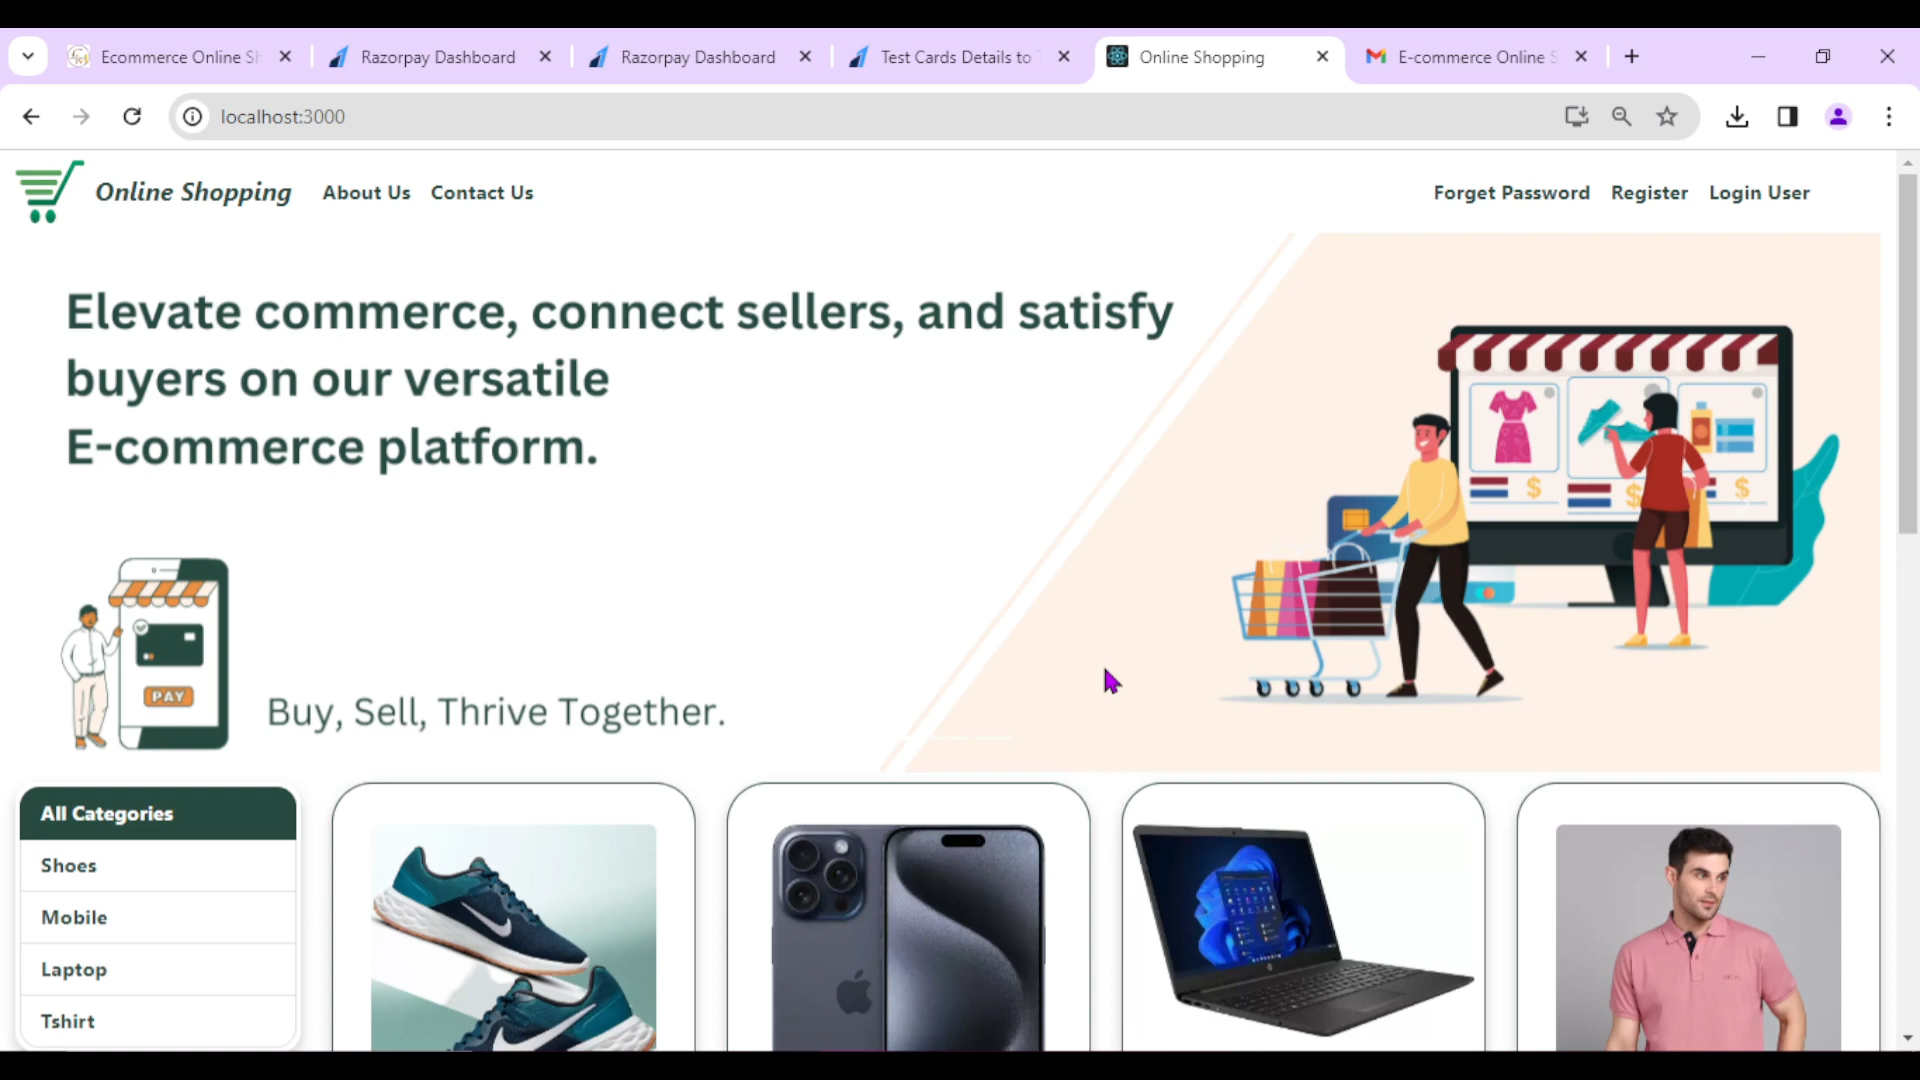 Ecommerce Online Sh
Razorpay Dashboard
Razorpay Dashboard
Test Cards Details to
Online Shopping
E-commerce Online S
localhost:3000
Online Shopping
About Us
Contact Us
Forget Password
Register
Login User
Elevate commerce, connect sellers, and satisfy
buyers on our versatile
E-commerce platform.
PAY
Buy, Sell, Thrive Together.
All Categories
Shoes
Mobile
Laptop
Tshirt